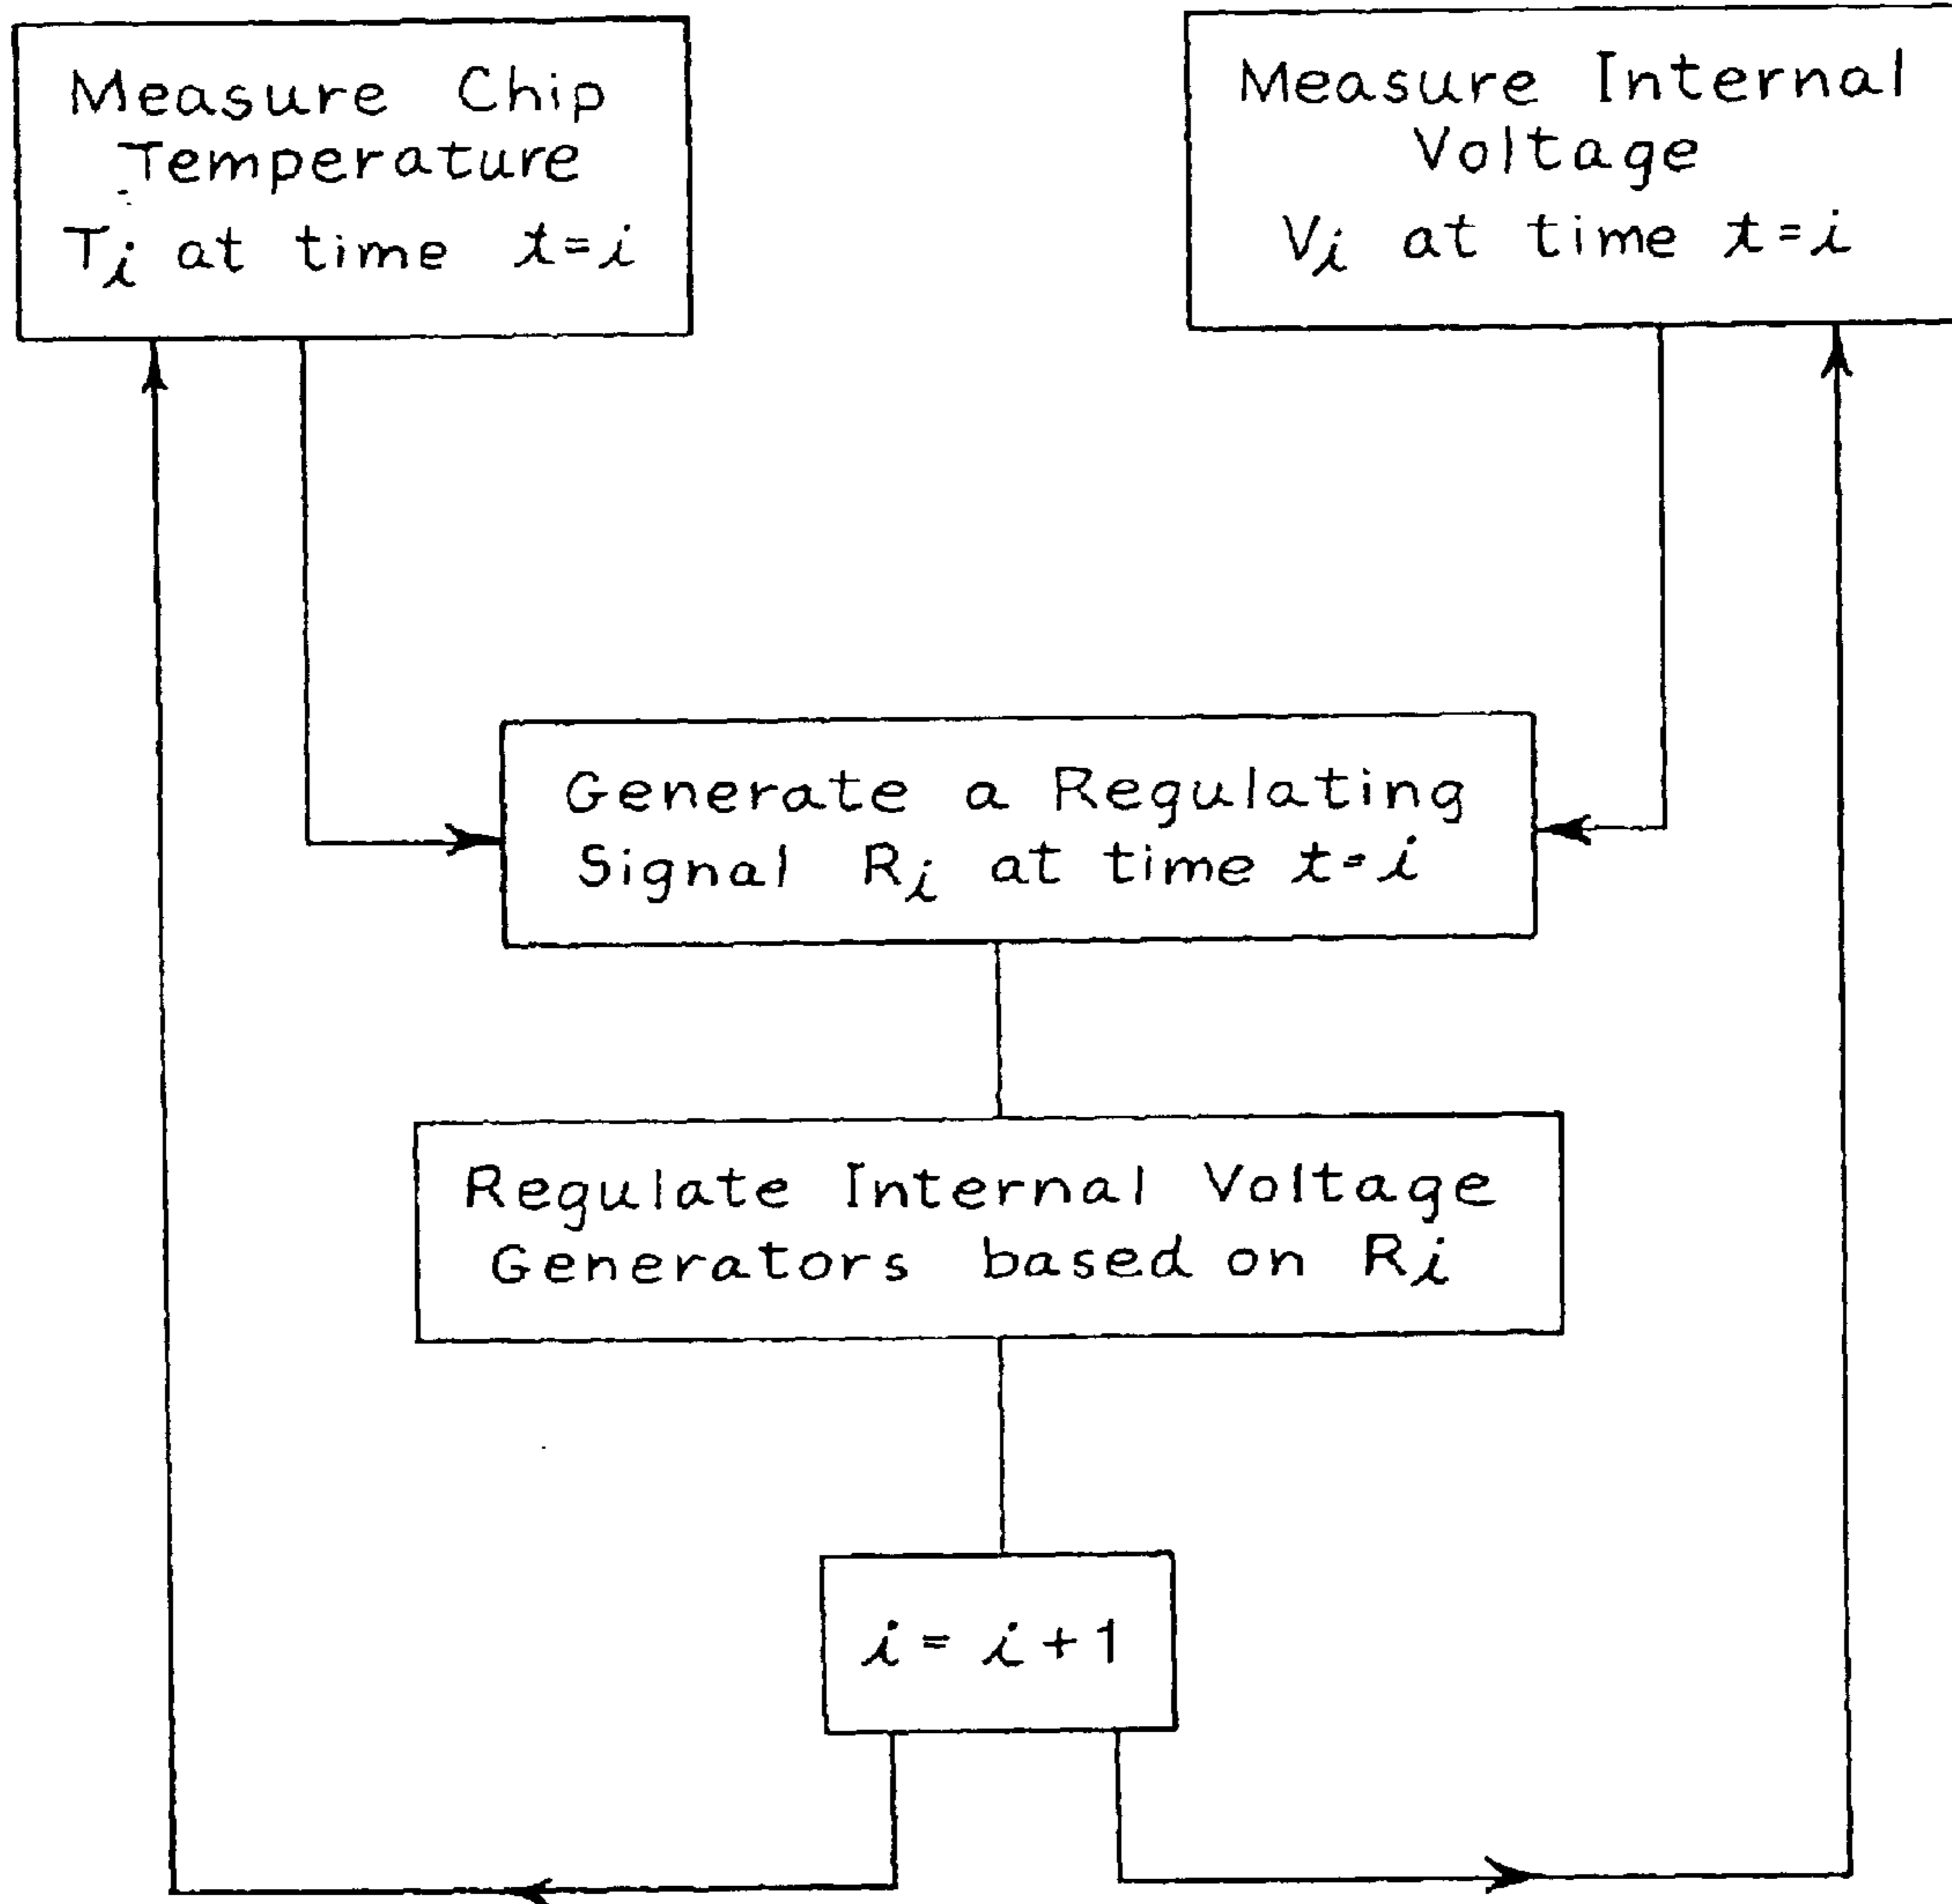 Measure Chip
Temperature
Ti at time t=i
Measure Internal
Voltage
Vi at time t=i
Generate a Regulating
Signal Ri at time t=i
Regulate Internal Voltage
Generators based on Ri
i = i+1